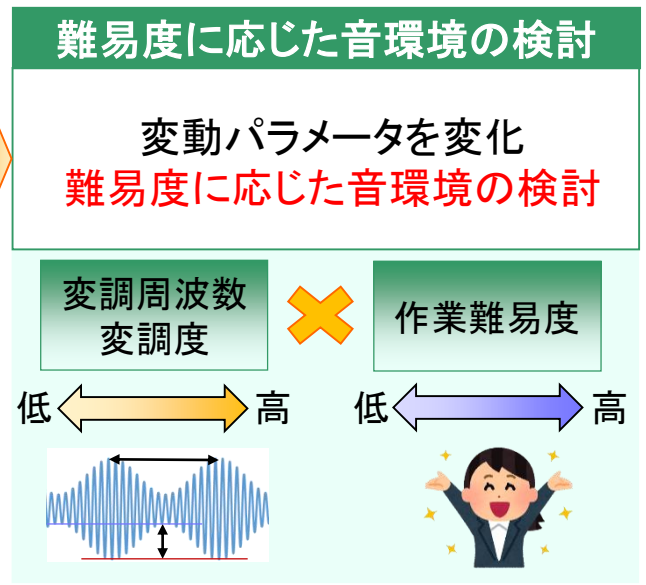 難易度に応じた音環境の検討
変動パラメータを変化
難易度に応じた音環境の検討
変調周波数
変調度
作業難易度
低
高
低
高